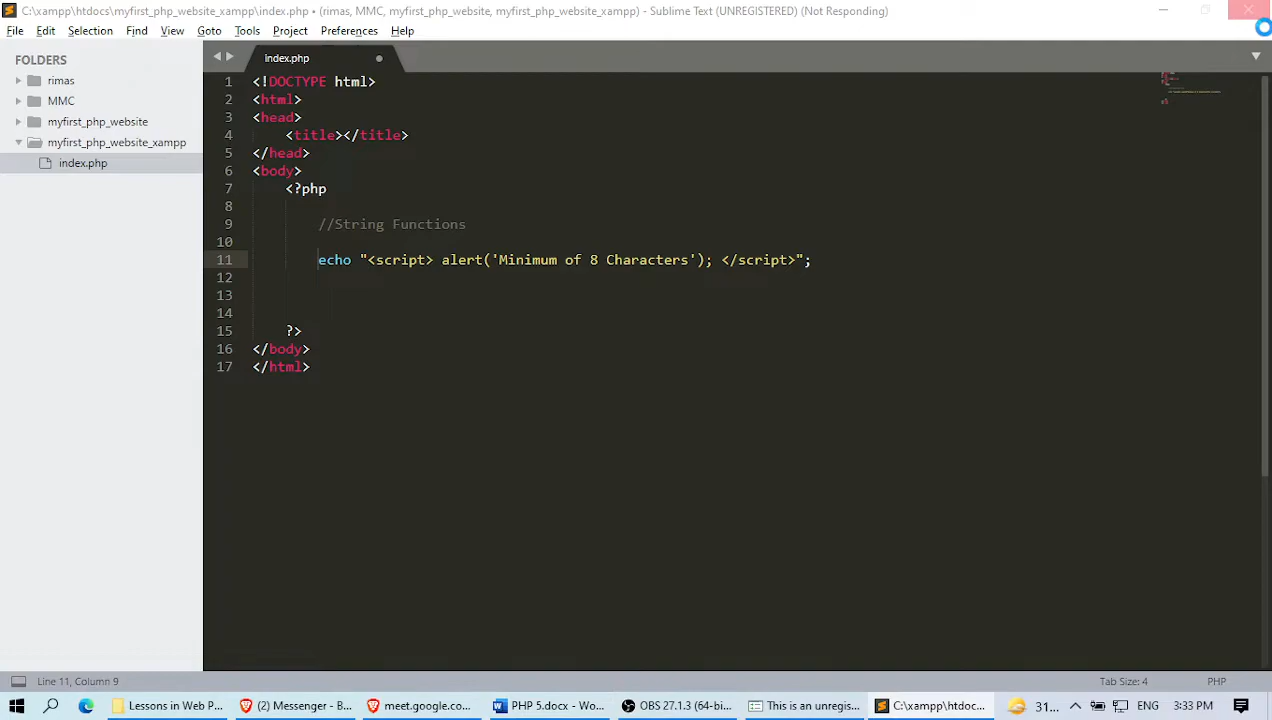 C:\xampp\htdocs\myfirst_php_website_xampp\index.php • (rimas, MMC, myfirst_php_website, myfirst_php_website_xampp) - Sublime Text (UNREGISTERED) (Not Responding)
File Edit Selection Find View Goto Tools Project Preferences Help
FOLDERS
rimas
MMC
myfirst_php_website
myfirst_php_website_xampp
index.php
index.php
1 <!DOCTYPE html>
2 <html>
3 <head>
4 <title></title>
5 </head>
6 <body>
7 <?php
8
9 //String Functions
10
11 echo "<script> alert('Minimum of 8 Characters'); </script>";
12
13
14
15 ?>
16 </body>
17 </html>
Line 11, Column 9
Tab Size: 4
PHP
Lessons in Web P... (2) Messenger - B... meet.google.co... PHP 5.docx - Wo... OBS 27.1.3 (64-bi... This is an unregis... C:\xampp\htdoc... 31... ENG 3:33 PM